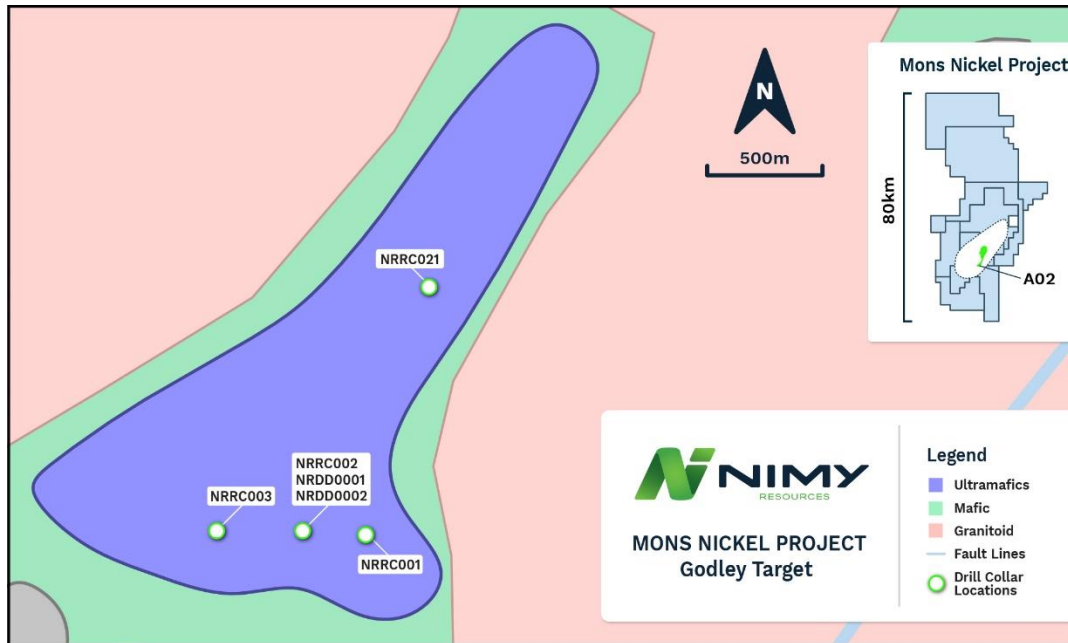 N
500m
Mons Nickel Project
80km
A02
NRRC021
NRRC002
NRDD0001
NRDD0002
NRRC003
NRRC001
NIMY
RESOURCES
MONS NICKEL PROJECT
Godley Target
Legend
Ultramafics
Mafic
Granitoid
Fault Lines
Drill Collar
Locations